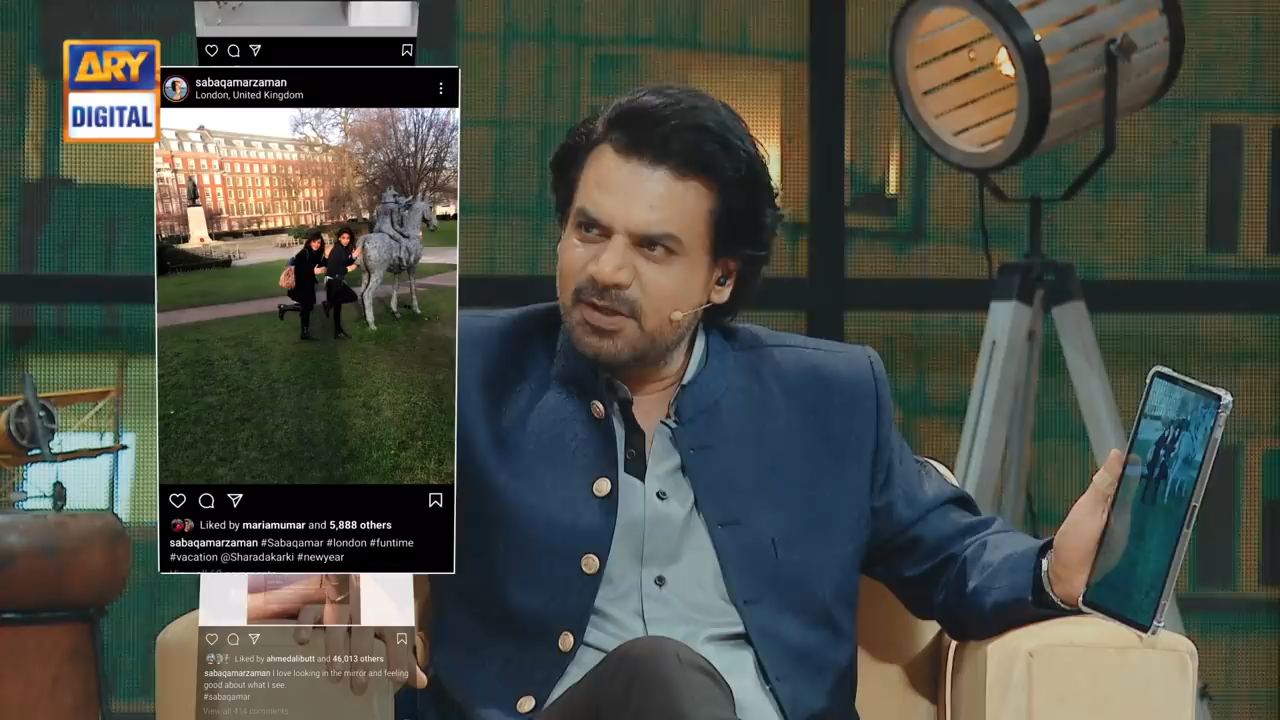 ARY
DIGITAL
sabaqamarzaman
London, United Kingdom
Liked by mariamumar and 5,888 others
sabaqamarzaman #Sabaqamar #london #funtime
#vacation @Sharadakarki #newyear
Liked by ahmedalibutt and 46,013 others
sabaqamarzaman I love looking in the mirror and feeling
good about what I see.
#sabaqamar
View all 414 comments